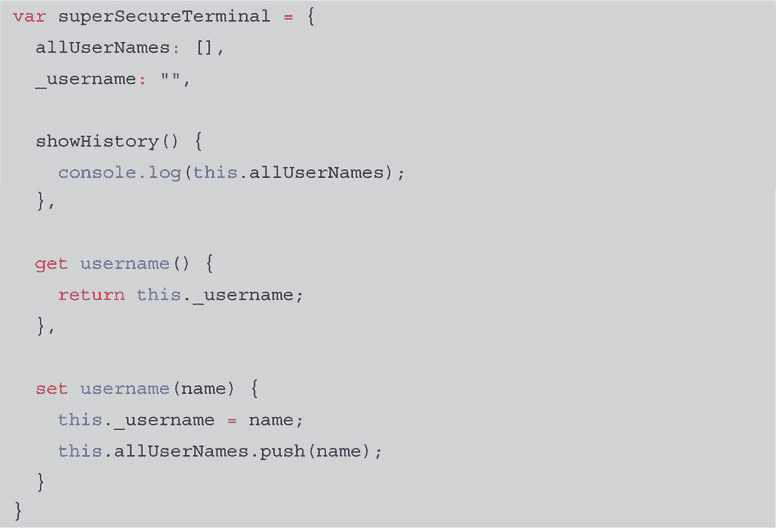 var superSecureTerminal = {
  allUserNames: [],
  _username: "",

  showHistory() {
    console.log(this.allUserNames);
  },

  get username() {
    return this._username;
  },

  set username(name) {
    this._username = name;
    this.allUserNames.push(name);
  }
}